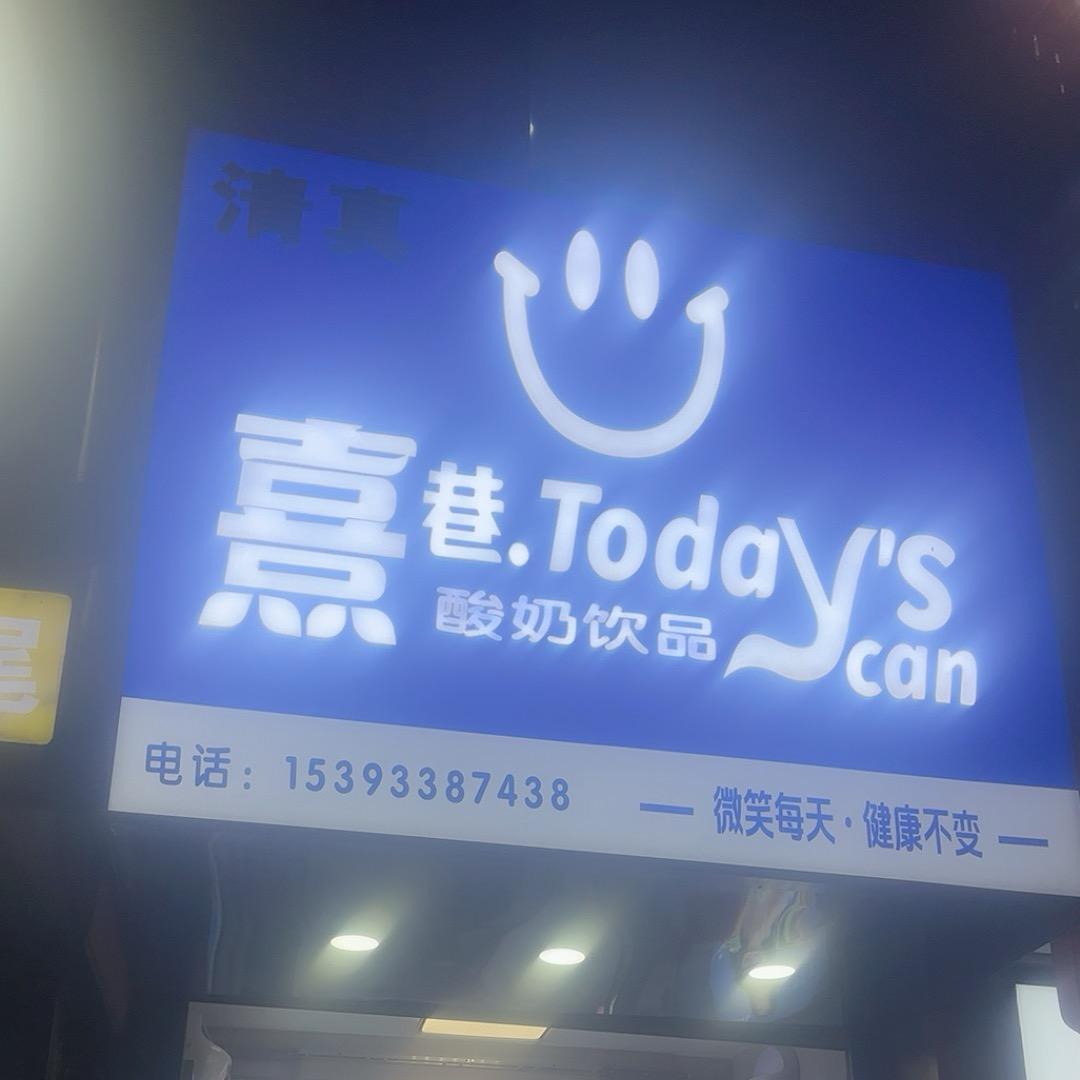 清真
熹巷.Today's
酸奶饮品 can
电话：15393387438
— 微笑每天·健康不变 —
尾